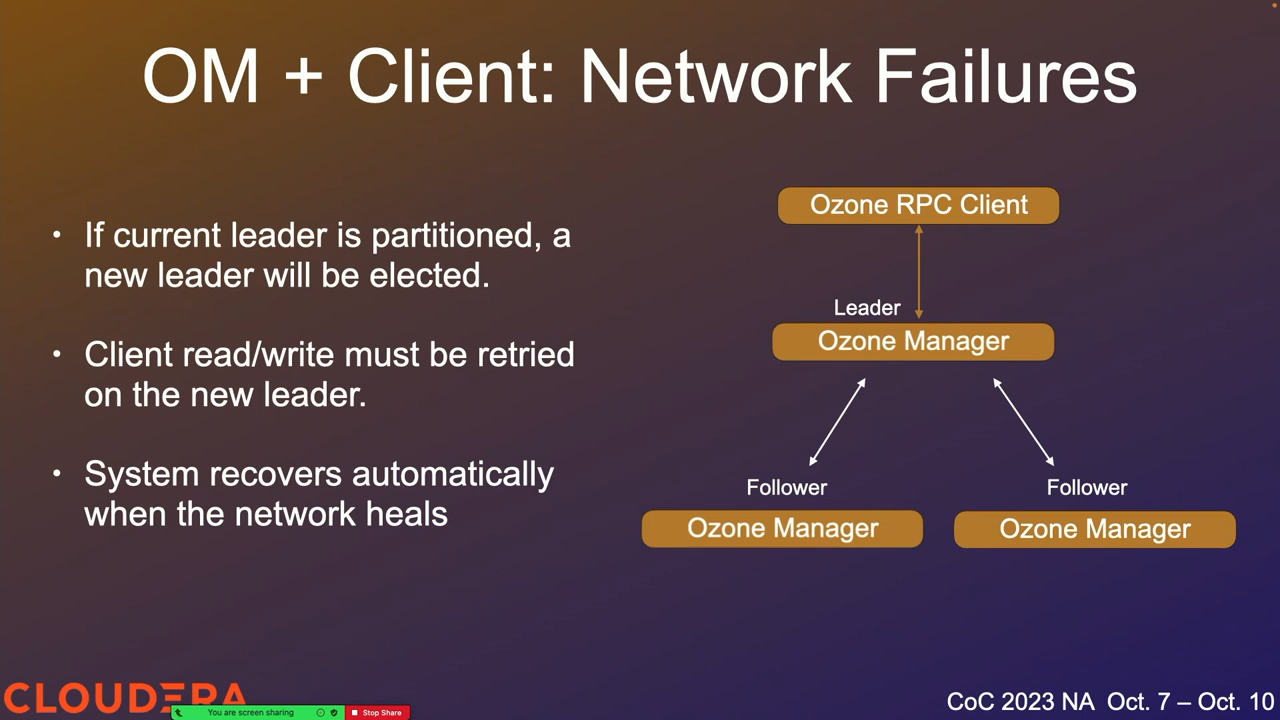 OM + Client: Network Failures
• If current leader is partitioned, a
new leader will be elected.
• Client read/write must be retried
on the new leader.
• System recovers automatically
when the network heals
Ozone RPC Client
Leader
Ozone Manager
Follower
Follower
Ozone Manager
Ozone Manager
CLOUDERA
You are screen sharing
Stop Share
CoC 2023 NA Oct. 7 – Oct. 10